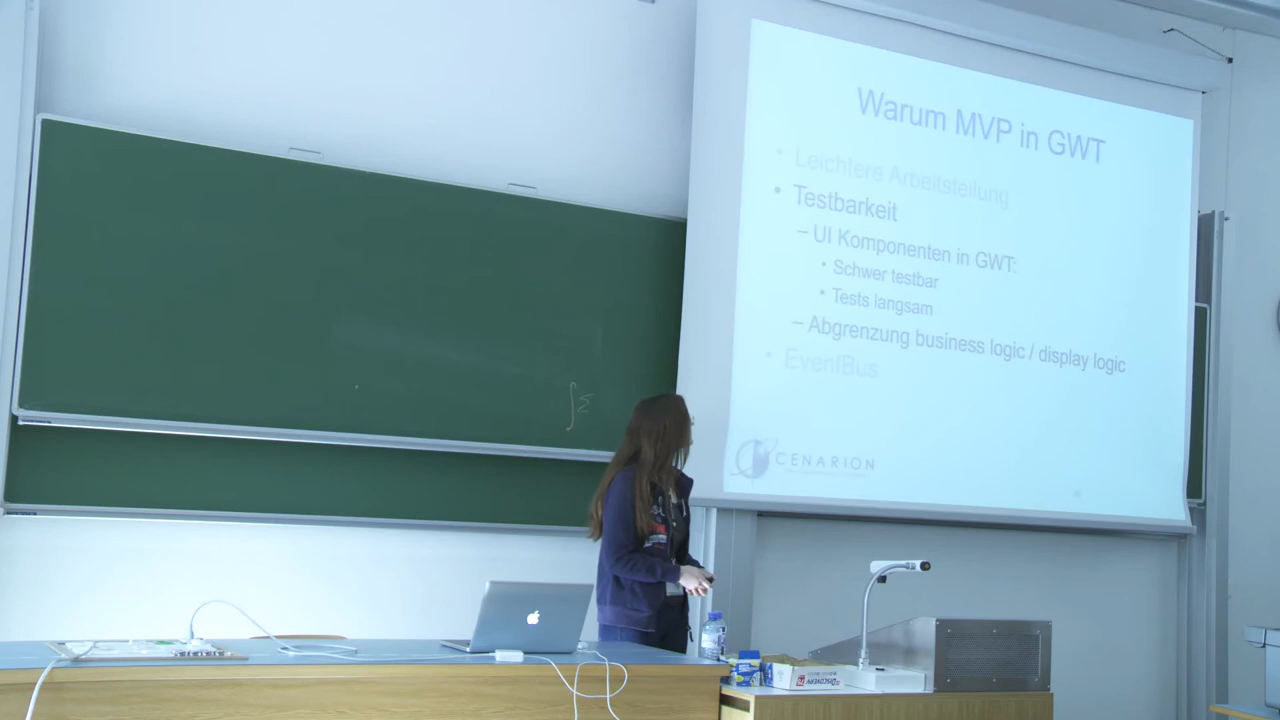 Warum MVP in GWT
• Leichtere Arbeitsteilung
• Testbarkeit
– UI Komponenten in GWT:
• Schwer testbar
• Tests langsam
– Abgrenzung business logic / display logic
• EventBus
CENARION
∫Σ
DISCOVERY